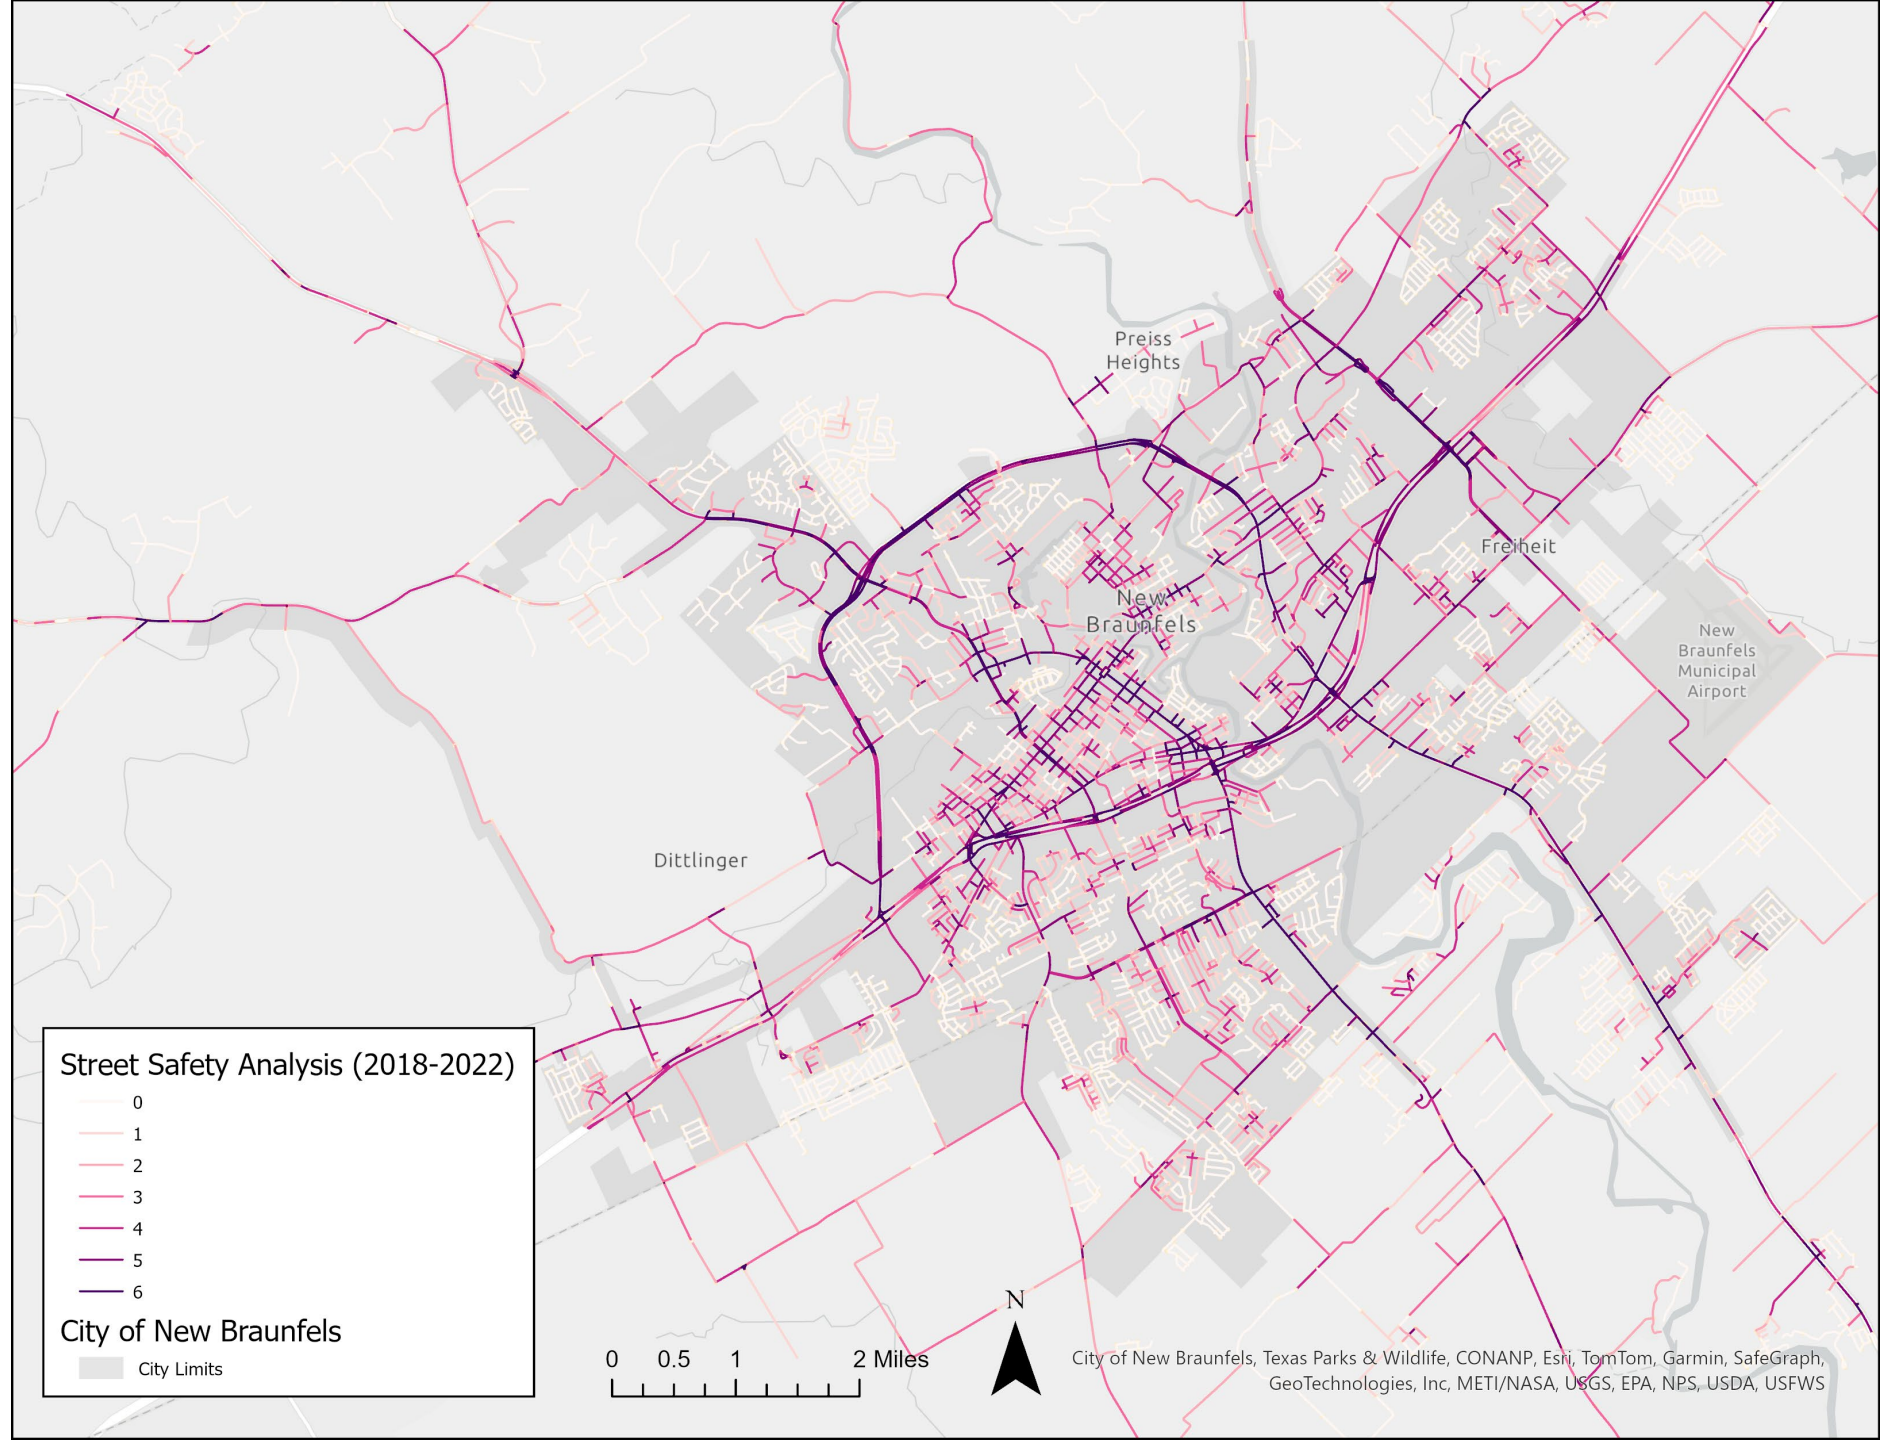 Preiss
Heights
Freiheit
New
Braunfels
New
Braunfels
Municipal
Airport
Dittlinger
Street Safety Analysis (2018-2022)
0
1
2
3
4
5
6
City of New Braunfels
City Limits
N
0 0.5 1 2 Miles
City of New Braunfels, Texas Parks & Wildlife, CONANP, Esri, TomTom, Garmin, SafeGraph,
GeoTechnologies, Inc, METI/NASA, USGS, EPA, NPS, USDA, USFWS